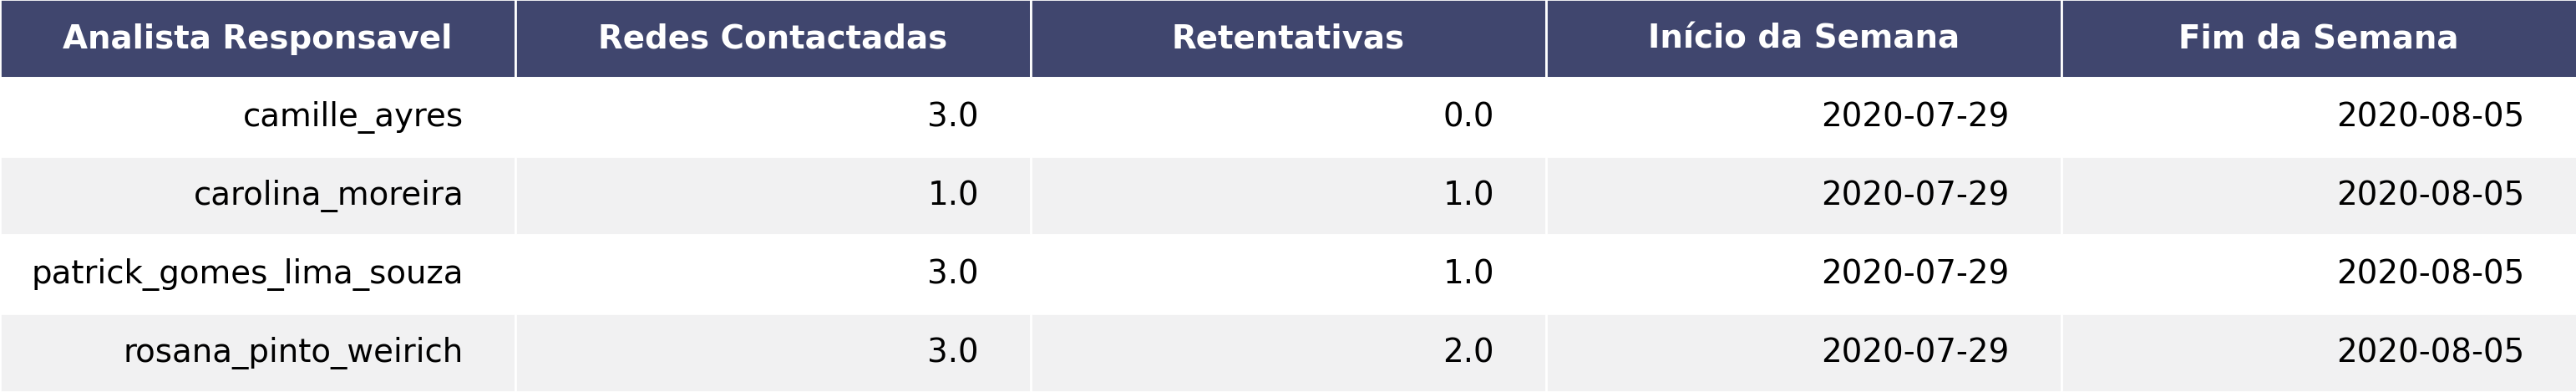 Analista Responsavel Redes Contactadas Retentativas Início da Semana Fim da Semana
camille_ayres 3.0 0.0 2020-07-29 2020-08-05
carolina_moreira 1.0 1.0 2020-07-29 2020-08-05
patrick_gomes_lima_souza 3.0 1.0 2020-07-29 2020-08-05
rosana_pinto_weirich 3.0 2.0 2020-07-29 2020-08-05